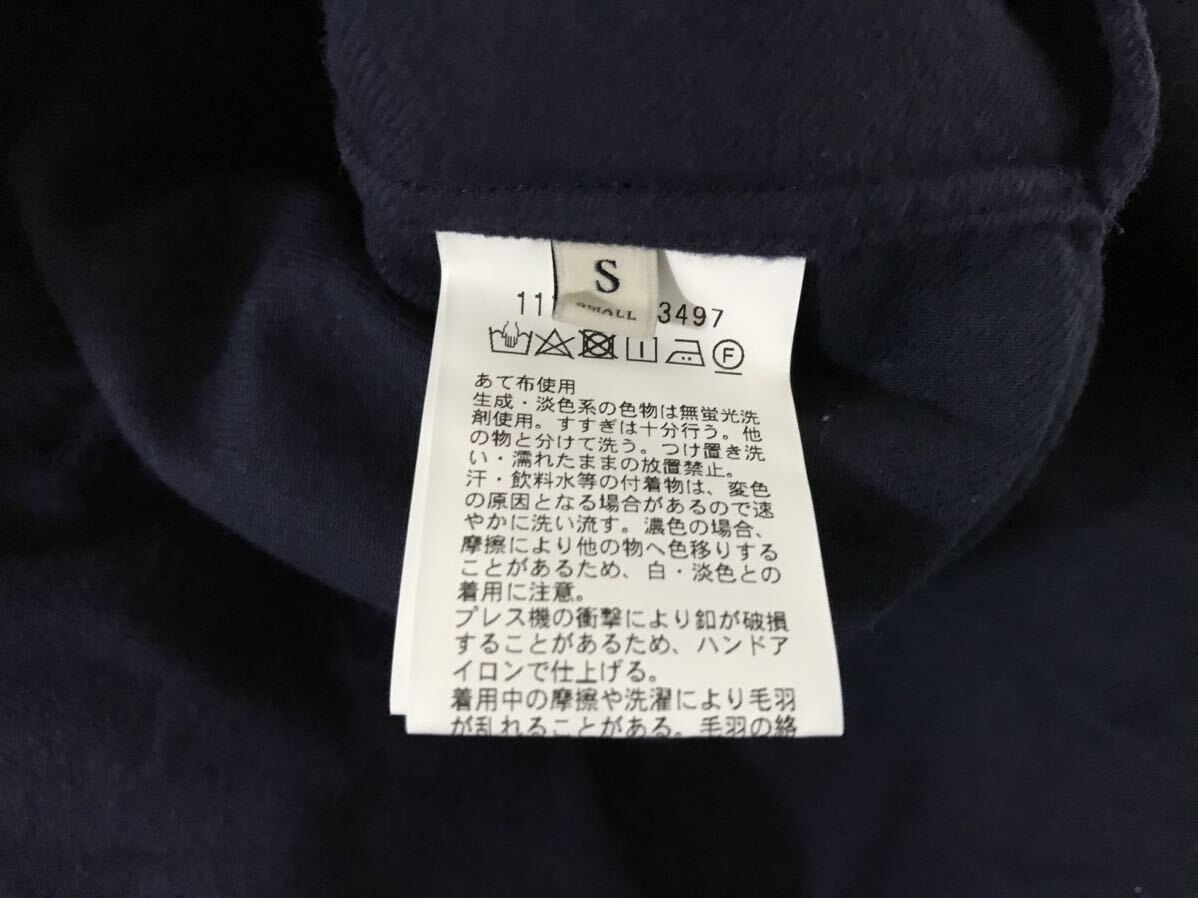 S
SMALL
11 3497
F
あて布使用
生成・淡色系の色物は無蛍光洗
剤使用。すすぎは十分行う。他
の物と分けて洗う。つけ置き洗
い・濡れたままの放置禁止。
汗・飲料水等の付着物は、変色
の原因となる場合があるので速
やかに洗い流す。濃色の場合、
摩擦により他の物へ色移りする
ことがあるため、白・淡色との
着用に注意。
プレス機の衝撃により釦が破損
することがあるため、ハンドア
イロンで仕上げる。
着用中の摩擦や洗濯により毛羽
が乱れることがある。毛羽の絡